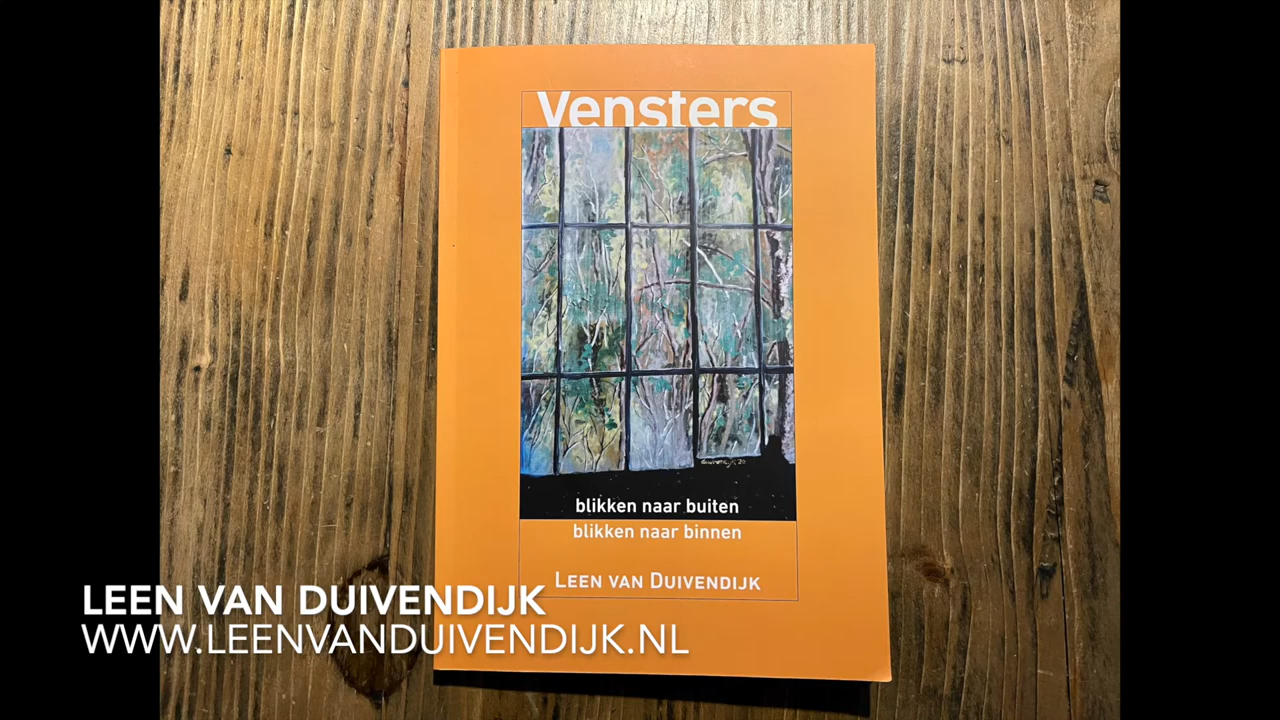 Vensters
blikken naar buiten
blikken naar binnen
LEEN VAN DUIVENDIJK
LEEN VAN DUIVENDIJK
WWW.LEENVANDUIVENDIJK.NL